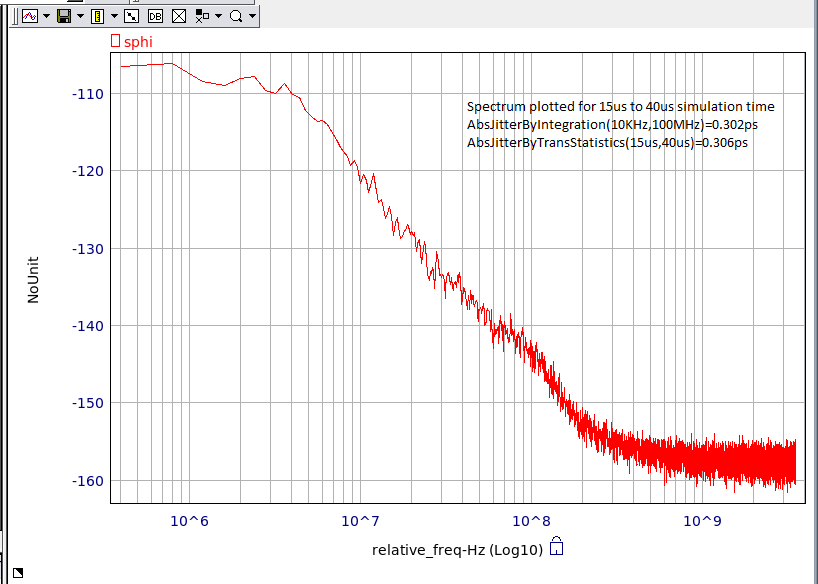 DB
sphi
Spectrum plotted for 15us to 40us simulation time
AbsJitterByIntegration(10KHz,100MHz)=0.302ps
AbsJitterByTransStatistics(15us,40us)=0.306ps
-110
-120
-130
-140
-150
-160
NoUnit
10^6 10^7 10^8 10^9
relative_freq-Hz (Log10)